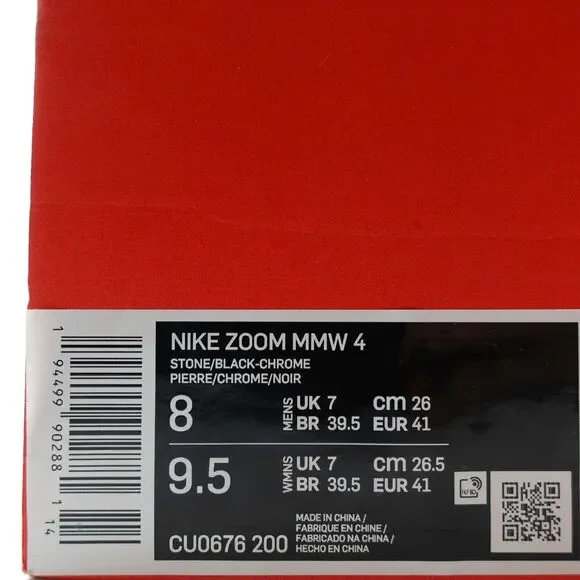 NIKE ZOOM MMW 4
STONE/BLACK-CHROME
PIERRE/CHROME/NOIR
8 MENS UK 7 cm 26
BR 39.5 EUR 41
9.5 WMNS UK 7 cm 26.5
BR 39.5 EUR 41
CU0676 200
MADE IN CHINA /
FABRIQUE EN CHINE /
FABRICADO NA CHINA /
HECHO EN CHINA
RFID
1 94499 90288 1 14